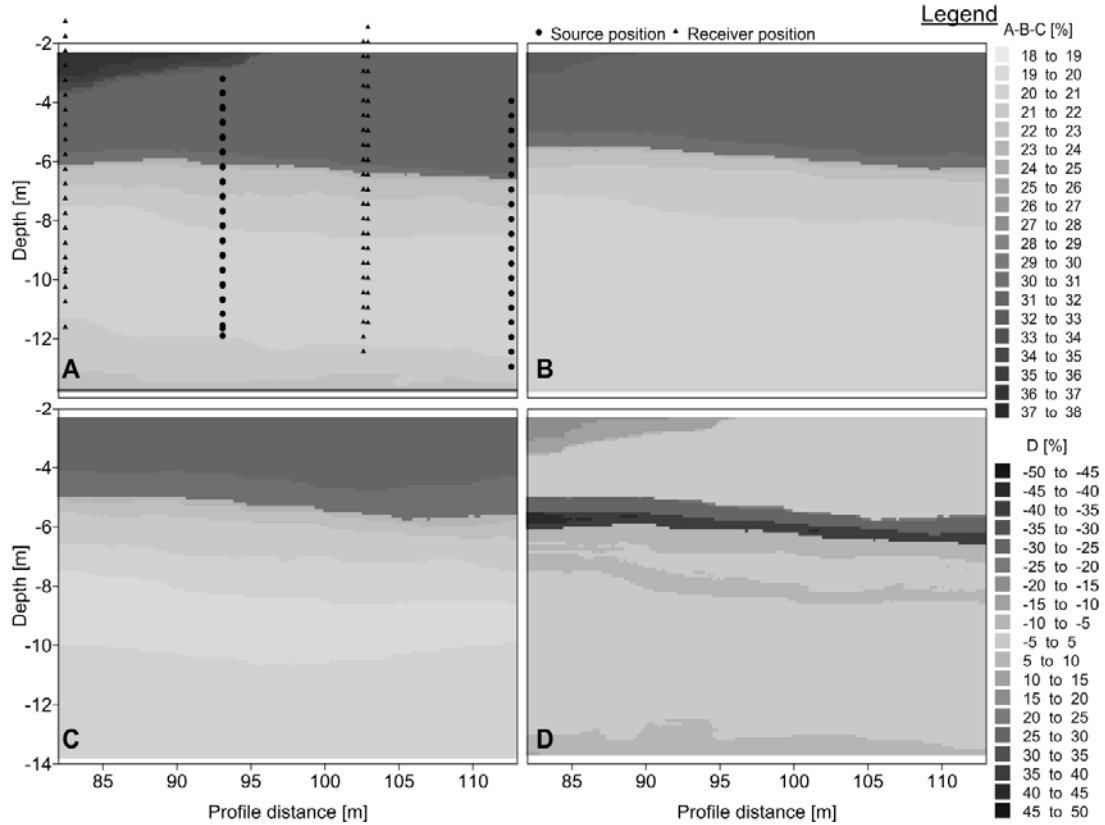 Legend
● Source position ▲ Receiver position
A-B-C [%]
18 to 19
19 to 20
20 to 21
21 to 22
22 to 23
23 to 24
24 to 25
25 to 26
26 to 27
27 to 28
28 to 29
29 to 30
30 to 31
31 to 32
32 to 33
33 to 34
34 to 35
35 to 36
36 to 37
37 to 38
-2
-4
-6
-8
-10
-12
Depth [m]
A
B
-2
-4
-6
-8
-10
-12
-14
Depth [m]
C
D
85 90 95 100 105 110
Profile distance [m]
85 90 95 100 105 110
Profile distance [m]
D [%]
-50 to -45
-45 to -40
-40 to -35
-35 to -30
-30 to -25
-25 to -20
-20 to -15
-15 to -10
-10 to -5
-5 to 5
5 to 10
10 to 15
15 to 20
20 to 25
25 to 30
30 to 35
35 to 40
40 to 45
45 to 50